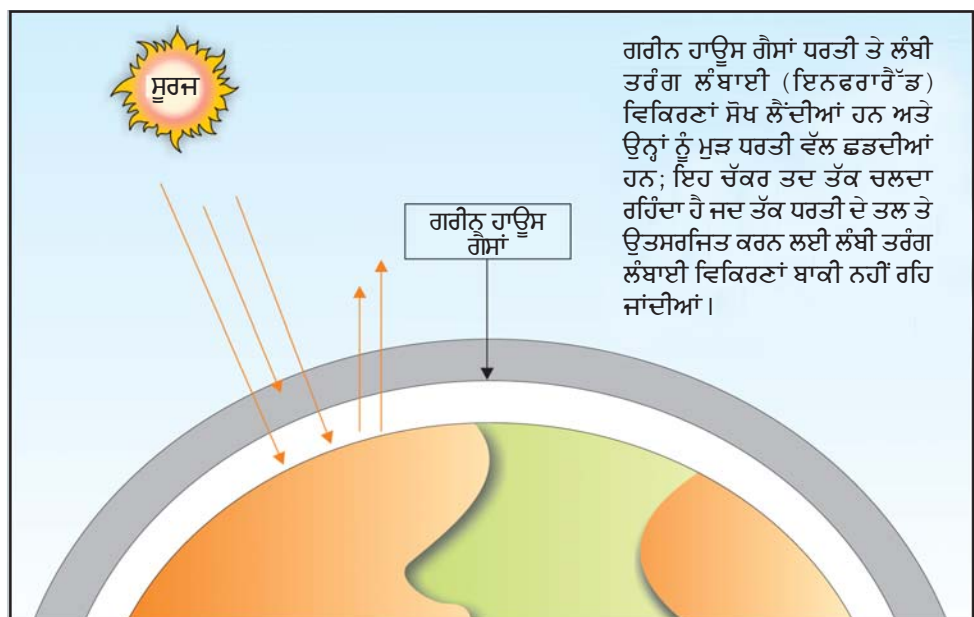 ਸੂਰਜ
ਗਰੀਨ ਹਾਊਸ ਗੈਸਾਂ ਧਰਤੀ ਤੇ ਲੰਬੀ
ਤਰੰਗ ਲੰਬਾਈ (ਇਨਫਰਾਰੈੱਡ)
ਵਿਕਿਰਣਾਂ ਸੋਖ ਲੈਂਦੀਆਂ ਹਨ ਅਤੇ
ਉਨ੍ਹਾਂ ਨੂੰ ਮੁੜ ਧਰਤੀ ਵੱਲ ਛਡਦੀਆਂ
ਹਨ; ਇਹ ਚੱਕਰ ਤਦ ਤੱਕ ਚਲਦਾ
ਰਹਿੰਦਾ ਹੈ ਜਦ ਤੱਕ ਧਰਤੀ ਦੇ ਤਲ ਤੇ
ਉਤਸਰਜਿਤ ਕਰਨ ਲਈ ਲੰਬੀ ਤਰੰਗ
ਲੰਬਾਈ ਵਿਕਿਰਣਾਂ ਬਾਕੀ ਨਹੀਂ ਰਹਿ
ਜਾਂਦੀਆਂ।
ਗਰੀਨ ਹਾਊਸ
ਗੈਸਾਂ